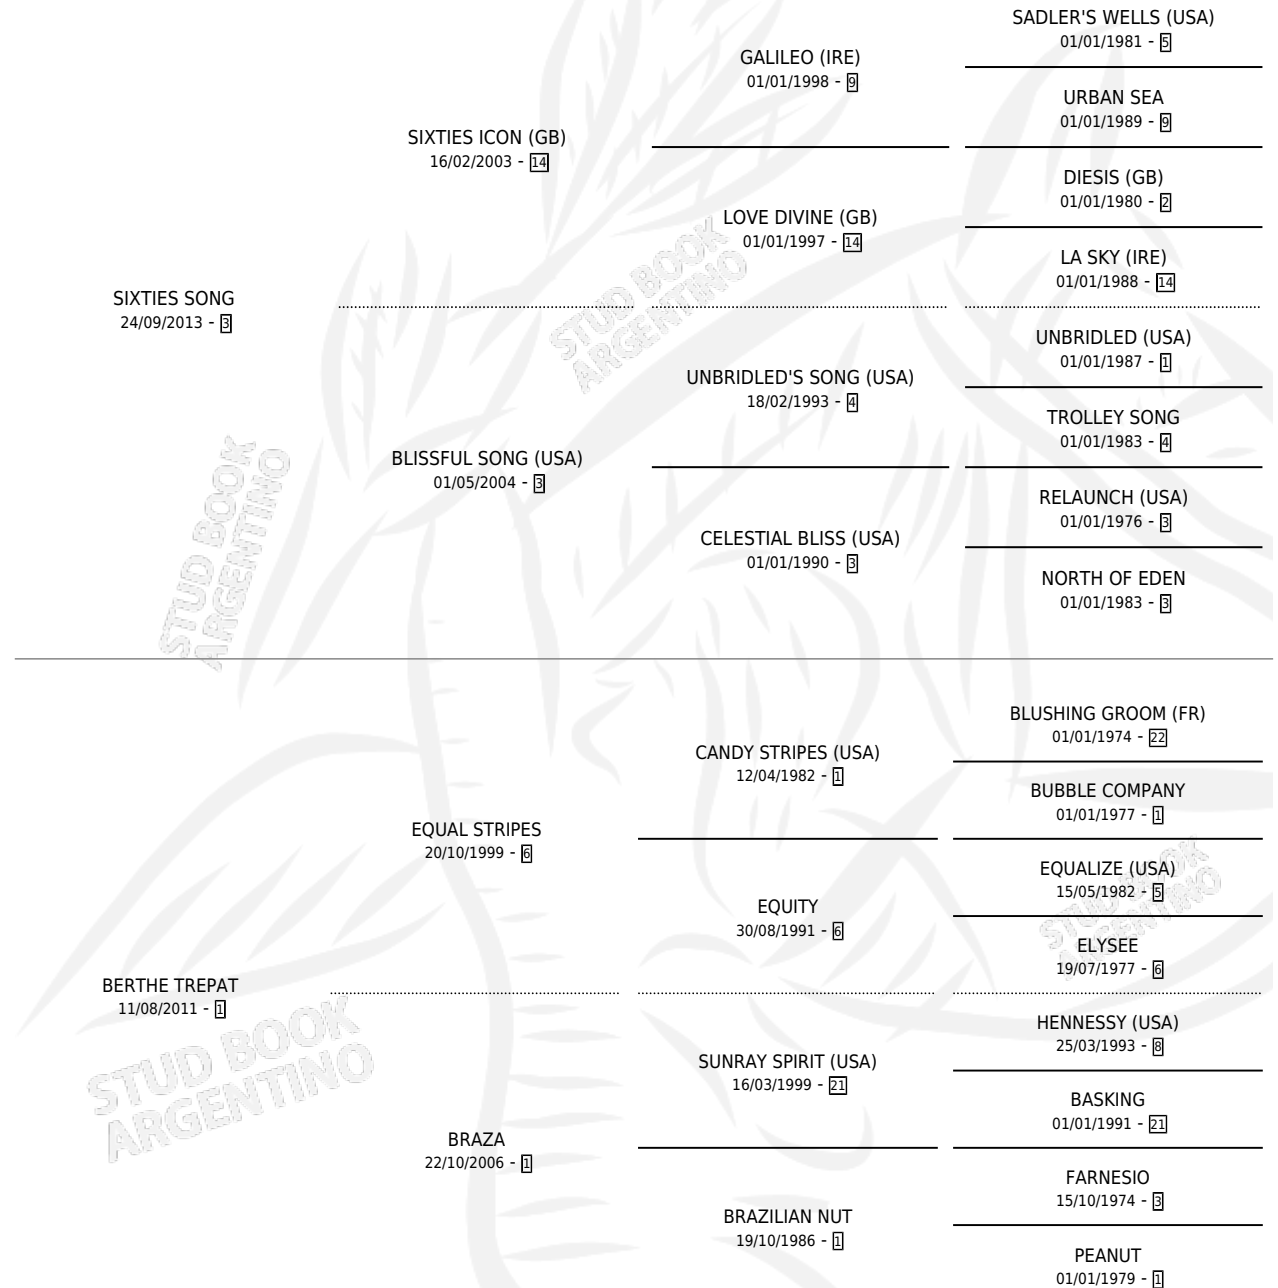 SADLER'S WELLS (USA)
01/01/1981 - 5
GALILEO (IRE)
01/01/1998 - 9
URBAN SEA
01/01/1989 - 9
SIXTIES ICON (GB)
16/02/2003 - 14
DIESIS (GB)
01/01/1980 - 2
LOVE DIVINE (GB)
01/01/1997 - 14
LA SKY (IRE)
01/01/1988 - 14
SIXTIES SONG
24/09/2013 - 3
STUD BOOK
ARGENTINO
UNBRIDLED (USA)
01/01/1987 - 1
UNBRIDLED'S SONG (USA)
18/02/1993 - 4
TROLLEY SONG
01/01/1983 - 4
BLISSFUL SONG (USA)
01/05/2004 - 3
RELAUNCH (USA)
01/01/1976 - 3
CELESTIAL BLISS (USA)
01/01/1990 - 3
NORTH OF EDEN
01/01/1983 - 3
STUD BOOK
ARGENTINO
BLUSHING GROOM (FR)
01/01/1974 - 22
CANDY STRIPES (USA)
12/04/1982 - 1
BUBBLE COMPANY
01/01/1977 - 1
EQUAL STRIPES
20/10/1999 - 6
EQUALIZE (USA)
15/05/1982 - 5
EQUITY
30/08/1991 - 6
STUD BOOK
ARGENTINO
ELYSEE
19/07/1977 - 6
BERTHE TREPAT
11/08/2011 - 1
HENNESSY (USA)
25/03/1993 - 8
SUNRAY SPIRIT (USA)
16/03/1999 - 21
STUD BOOK
ARGENTINO
BASKING
01/01/1991 - 21
BRAZA
22/10/2006 - 1
FARNESIO
15/10/1974 - 3
BRAZILIAN NUT
19/10/1986 - 1
PEANUT
01/01/1979 - 1